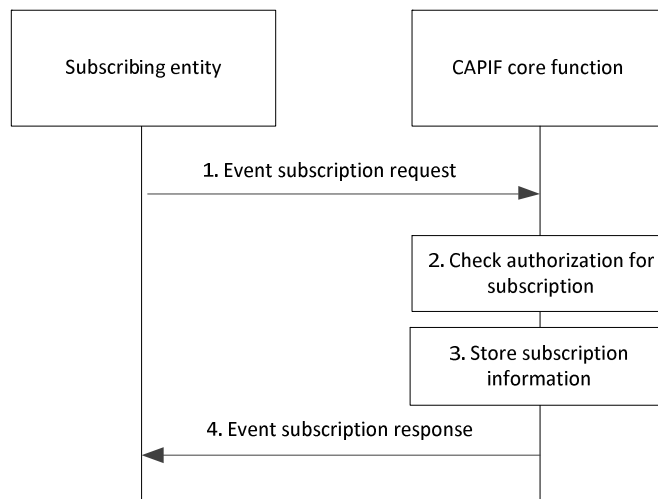 Subscribing entity
CAPIF core function
1. Event subscription request
2. Check authorization for
subscription
3. Store subscription
information
4. Event subscription response